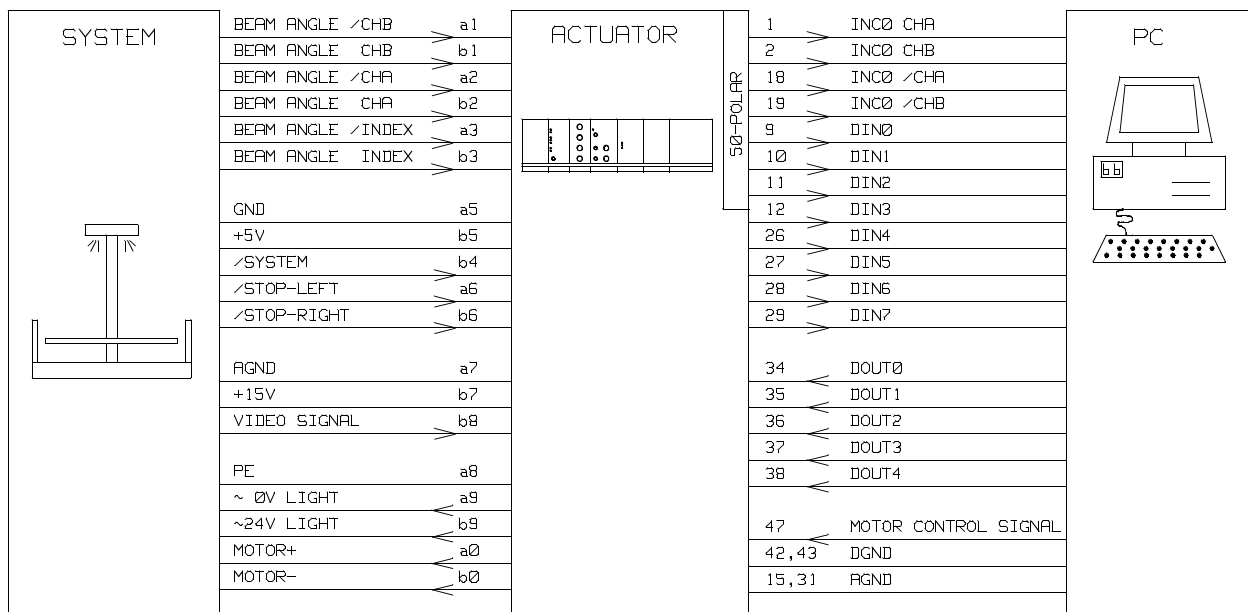 SYSTEM
BEAM ANGLE /CHB a1
BEAM ANGLE CHB b1
BEAM ANGLE /CHA a2
BEAM ANGLE CHA b2
BEAM ANGLE /INDEX a3
BEAM ANGLE INDEX b3
GND a5
+5V b5
/SYSTEM b4
/STOP-LEFT a6
/STOP-RIGHT b6
AGND a7
+15V b7
VIDEO SIGNAL b8
PE a8
~ 0V LIGHT a9
~24V LIGHT b9
MOTOR+ a0
MOTOR- b0
ACTUATOR
50-POLAR
1 INC0 CHA
2 INC0 CHB
18 INC0 /CHA
19 INC0 /CHB
9 DIN0
10 DIN1
11 DIN2
12 DIN3
26 DIN4
27 DIN5
28 DIN6
29 DIN7
34 DOUT0
35 DOUT1
36 DOUT2
37 DOUT3
38 DOUT4
47 MOTOR CONTROL SIGNAL
42,43 DGND
15,31 AGND
PC